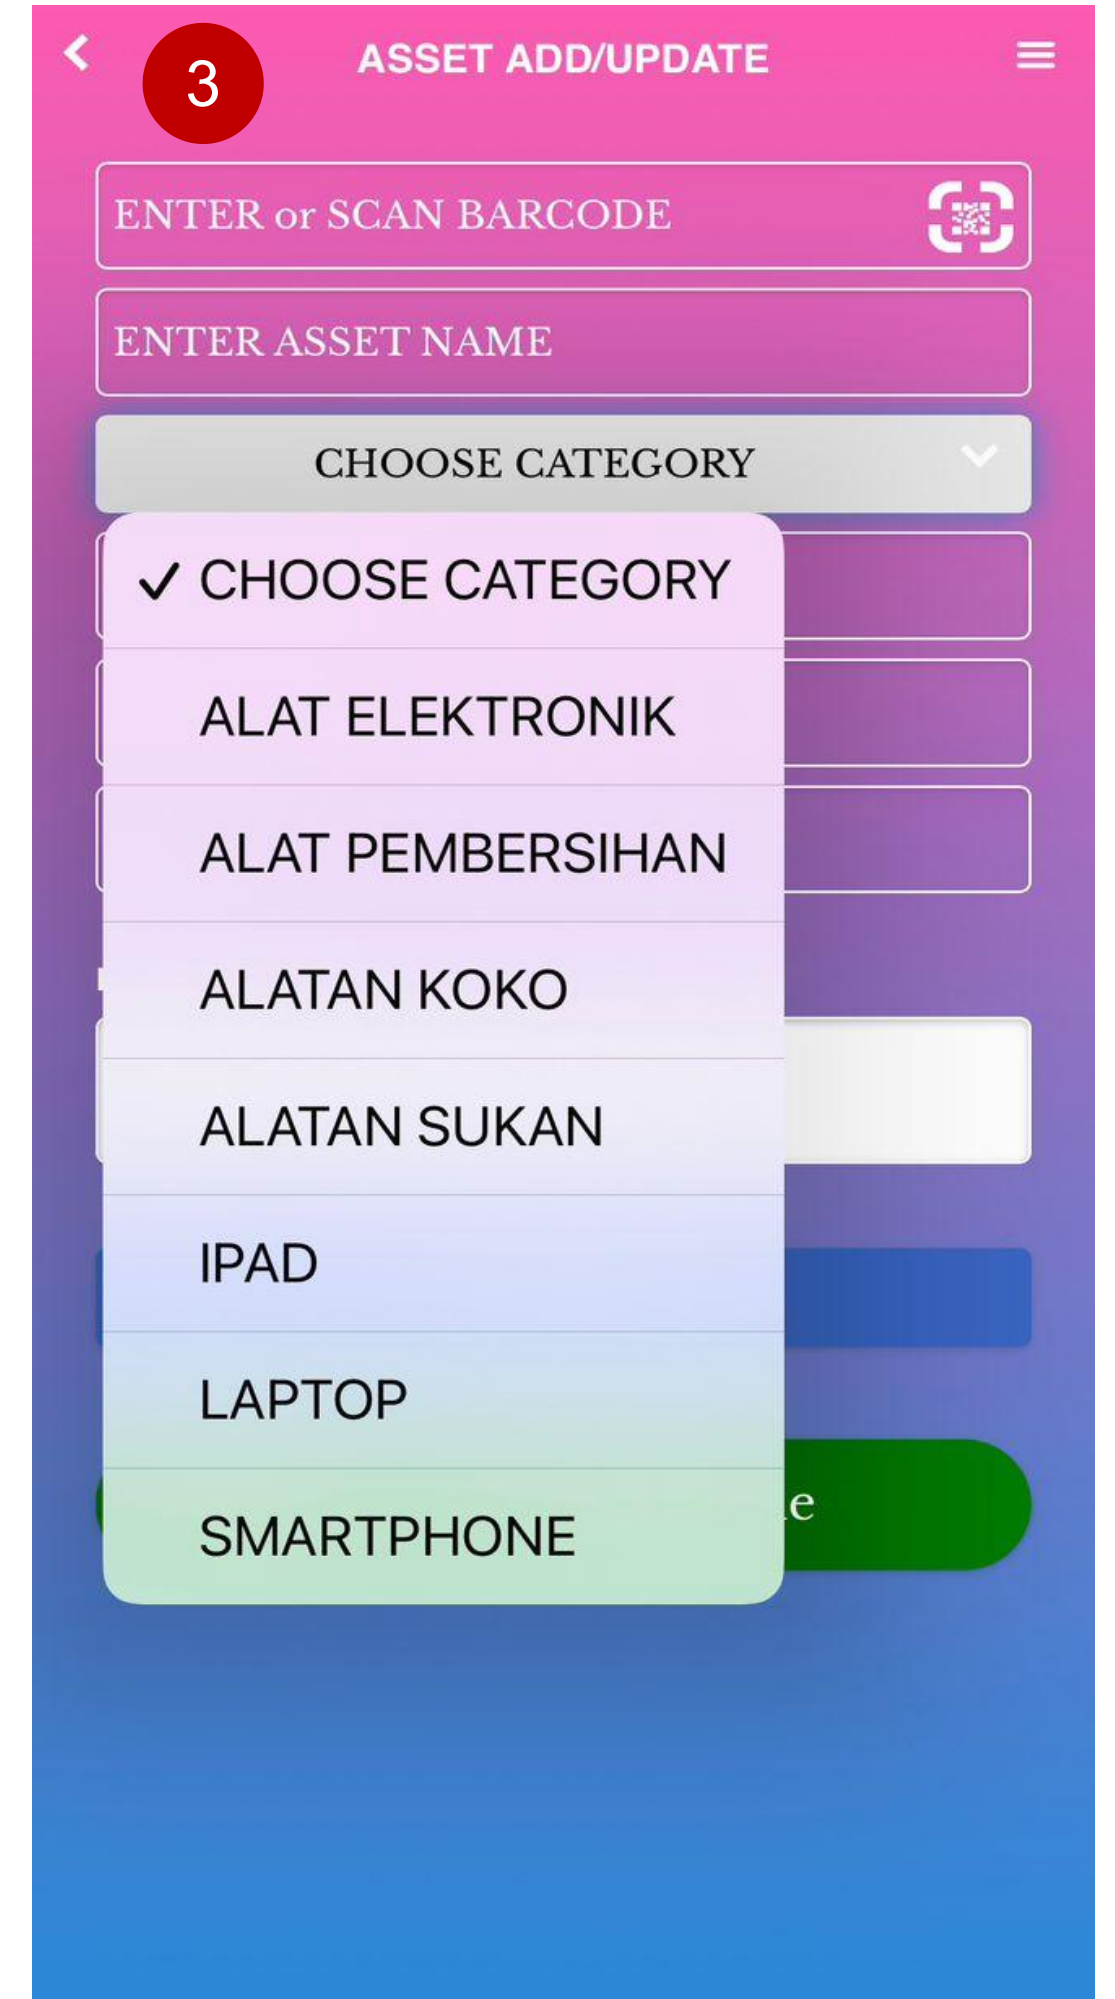 3
ASSET ADD/UPDATE
ENTER or SCAN BARCODE
ENTER ASSET NAME
CHOOSE CATEGORY
✓ CHOOSE CATEGORY
ALAT ELEKTRONIK
ALAT PEMBERSIHAN
ALATAN KOKO
ALATAN SUKAN
IPAD
LAPTOP
e
SMARTPHONE